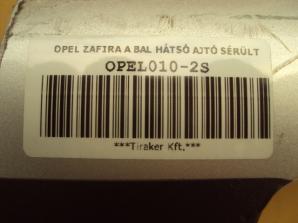 OPEL ZAFIRA A BAL HÁTSÓ AJTÓ SÉRÜLT
OPEL010-2S
***Tiraker Kft.***